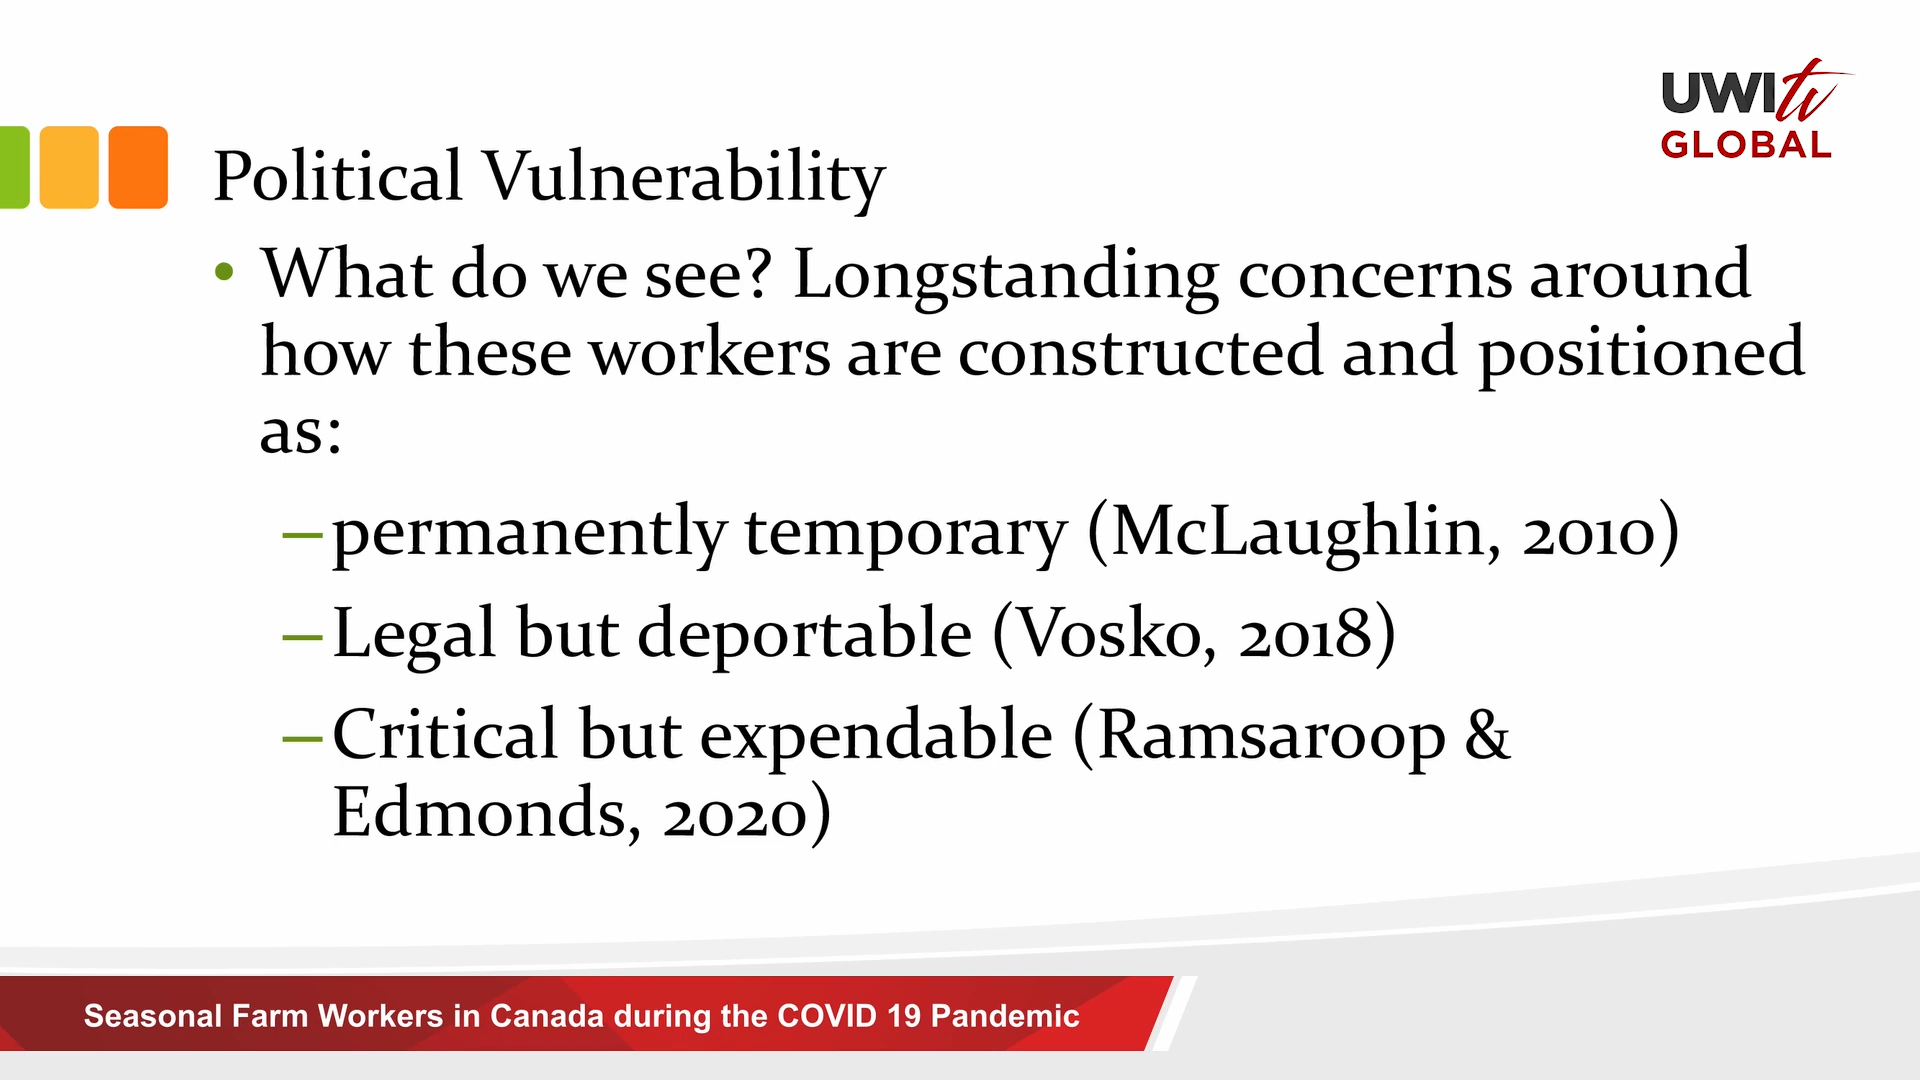 UWI tv
GLOBAL
Political Vulnerability
• What do we see? Longstanding concerns around
how these workers are constructed and positioned
as:
–permanently temporary (McLaughlin, 2010)
–Legal but deportable (Vosko, 2018)
–Critical but expendable (Ramsaroop &
Edmonds, 2020)
Seasonal Farm Workers in Canada during the COVID 19 Pandemic